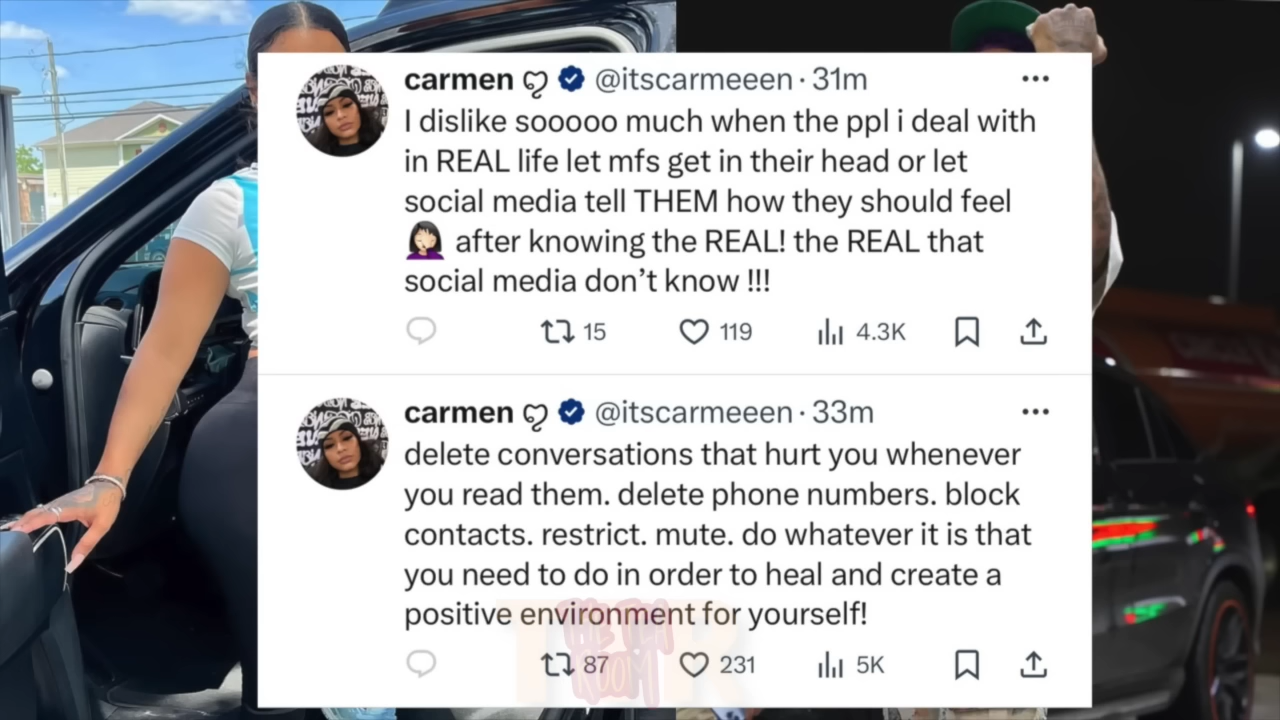 carmen @itscarmeeen · 31m
I dislike sooooo much when the ppl i deal with
in REAL life let mfs get in their head or let
social media tell THEM how they should feel
🤦🏻‍♀️ after knowing the REAL! the REAL that
social media don’t know !!!
15 119 4.3K
carmen @itscarmeeen · 33m
delete conversations that hurt you whenever
you read them. delete phone numbers. block
contacts. restrict. mute. do whatever it is that
you need to do in order to heal and create a
positive environment for yourself!
87 231 5K